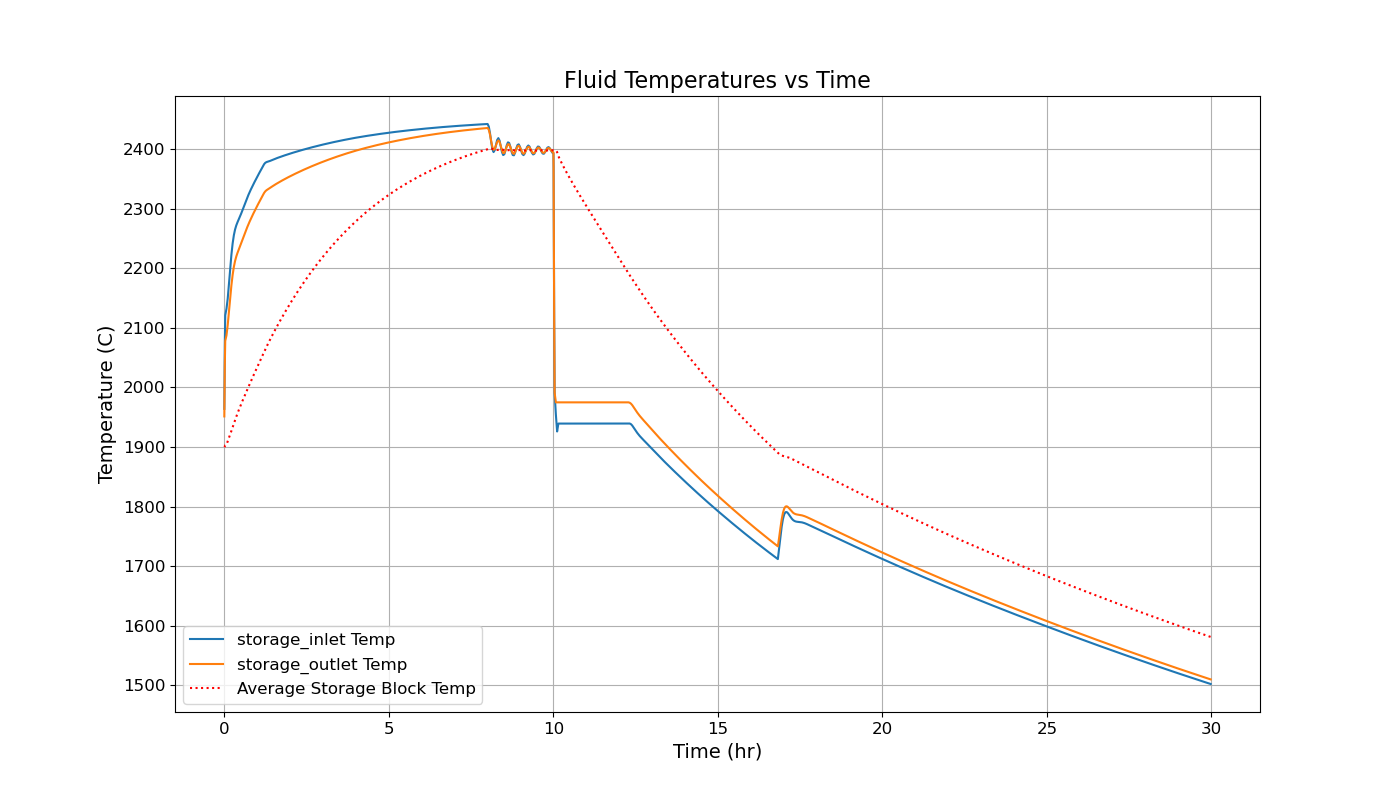 Fluid Temperatures vs Time
Temperature (C)
2400
2300
2200
2100
2000
1900
1800
1700
1600
1500
storage_inlet Temp
storage_outlet Temp
Average Storage Block Temp
0 5 10 15 20 25 30
Time (hr)